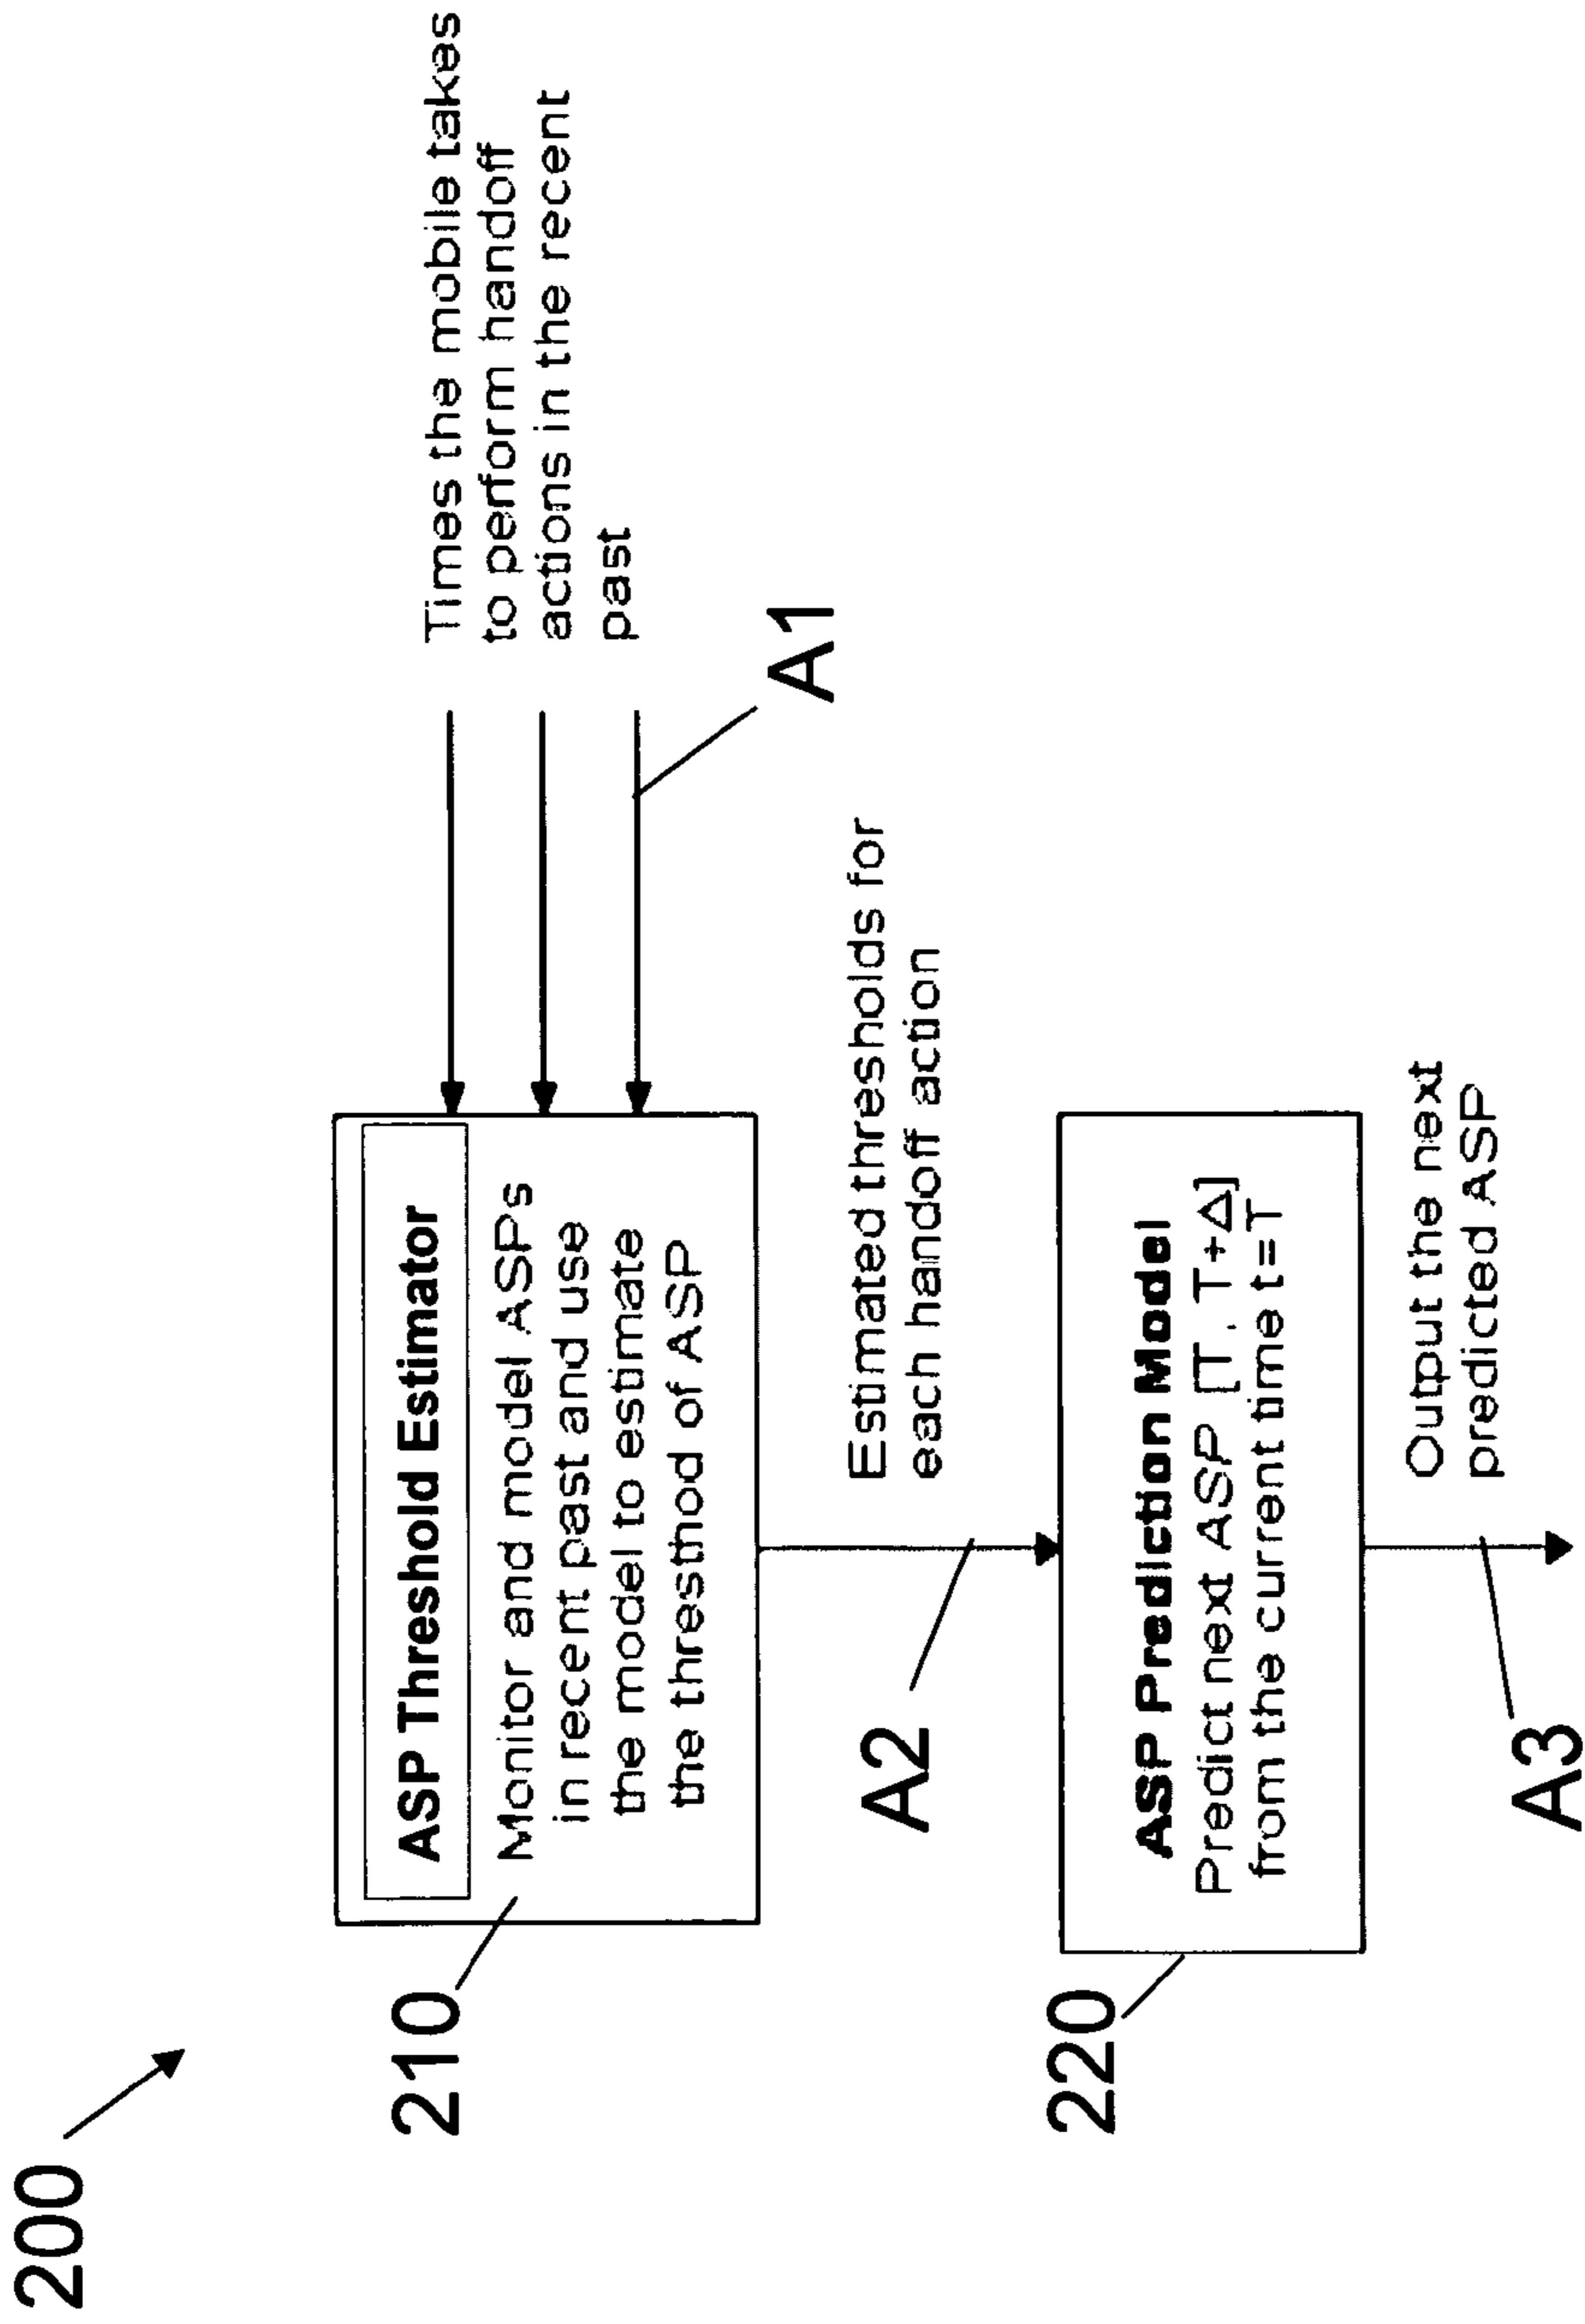 200
210
ASP Threshold Estimator
Monitor and model ASPs
in recent past and use
the model to estimate
the thresthod of ASP
Times the mobile takes
to perform handoff
actions in the recent
past
A1
A2
Estimated thresholds for
each handoff action
220
ASP Prediction Model
Predict next ASP [T, T+Δ]
from the current time t=T
A3
Output the next
predicted ASP